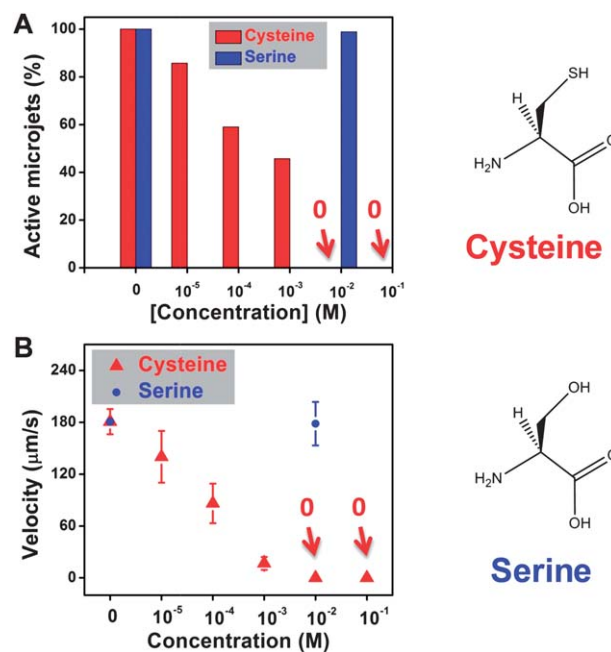 A
Active microjets (%)
100
80
60
40
20
0
Cysteine
Serine
0
0
0 10⁻⁵ 10⁻⁴ 10⁻³ 10⁻² 10⁻¹
[Concentration] (M)
SH
H
H₂N
O
OH
Cysteine
B
Velocity (μm/s)
240
180
120
60
0
Cysteine
Serine
0
0
0 10⁻⁵ 10⁻⁴ 10⁻³ 10⁻² 10⁻¹
Concentration (M)
OH
H
H₂N
O
OH
Serine